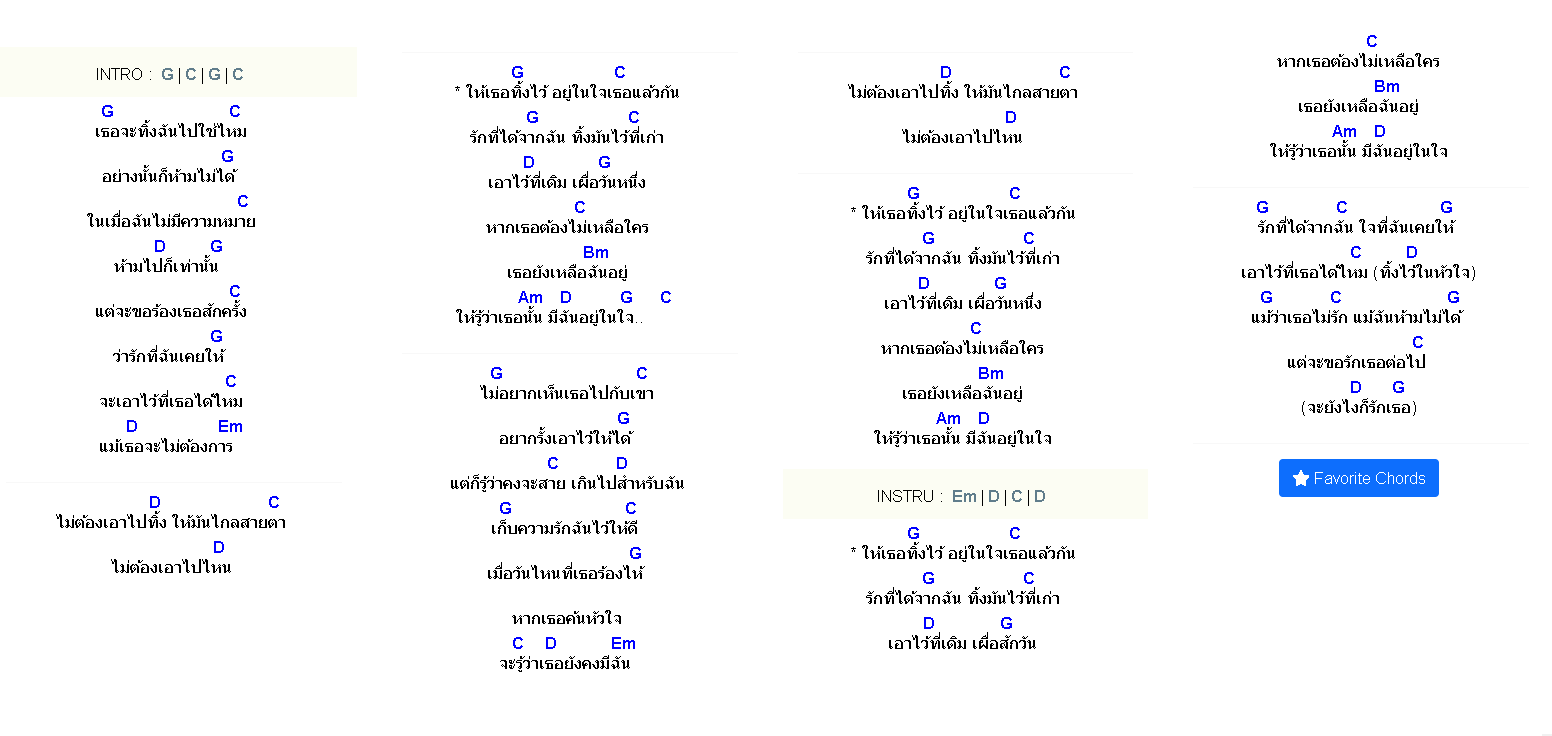 INTRO : G | C | G | C
G C
เธอจะทิ้งฉันไปใช่ไหม
G
อย่างนั้นก็ห้ามไม่ได้
C
ในเมื่อฉันไม่มีความหมาย
D G
ห้ามไปก็เท่านั้น
C
แต่จะขอร้องเธอสักครั้ง
G
ว่ารักที่ฉันเคยให้
C
จะเอาไว้ที่เธอได้ไหม
D Em
แม้เธอจะไม่ต้องการ
D C
ไม่ต้องเอาไปทิ้ง ให้มันไกลสายตา
D
ไม่ต้องเอาไปไหน
G C
* ให้เธอทิ้งไว้ อยู่ในใจเธอแล้วกัน
G C
รักที่ได้จากฉัน ทิ้งมันไว้ที่เก่า
D G
เอาไว้ที่เดิม เผื่อวันหนึ่ง
C
หากเธอต้องไม่เหลือใคร
Bm
เธอยังเหลือฉันอยู่
Am D G C
ให้รู้ว่าเธอนั้น มีฉันอยู่ในใจ..
G C
ไม่อยากเห็นเธอไปกับเขา
G
อยากรั้งเอาไว้ให้ได้
C D
แต่ก็รู้ว่าคงจะสาย เกินไปสำหรับฉัน
G C
เก็บความรักฉันไว้ให้ดี
G
เมื่อวันไหนที่เธอร้องไห้
หากเธอค้นหัวใจ
C D Em
จะรู้ว่าเธอยังคงมีฉัน
D C
ไม่ต้องเอาไปทิ้ง ให้มันไกลสายตา
D
ไม่ต้องเอาไปไหน
G C
* ให้เธอทิ้งไว้ อยู่ในใจเธอแล้วกัน
G C
รักที่ได้จากฉัน ทิ้งมันไว้ที่เก่า
D G
เอาไว้ที่เดิม เผื่อวันหนึ่ง
C
หากเธอต้องไม่เหลือใคร
Bm
เธอยังเหลือฉันอยู่
Am D
ให้รู้ว่าเธอนั้น มีฉันอยู่ในใจ
INSTRU : Em | D | C | D
G C
* ให้เธอทิ้งไว้ อยู่ในใจเธอแล้วกัน
G C
รักที่ได้จากฉัน ทิ้งมันไว้ที่เก่า
D G
เอาไว้ที่เดิม เผื่อสักวัน
C
หากเธอต้องไม่เหลือใคร
Bm
เธอยังเหลือฉันอยู่
Am D
ให้รู้ว่าเธอนั้น มีฉันอยู่ในใจ
G C G
รักที่ได้จากฉัน ใจที่ฉันเคยให้
C D
เอาไว้ที่เธอได้ไหม (ทิ้งไว้ในหัวใจ)
G C G
แม้ว่าเธอไม่รัก แม้ฉันห้ามไม่ได้
C
แต่จะขอรักเธอต่อไป
D G
(จะยังไงก็รักเธอ)
Favorite Chords